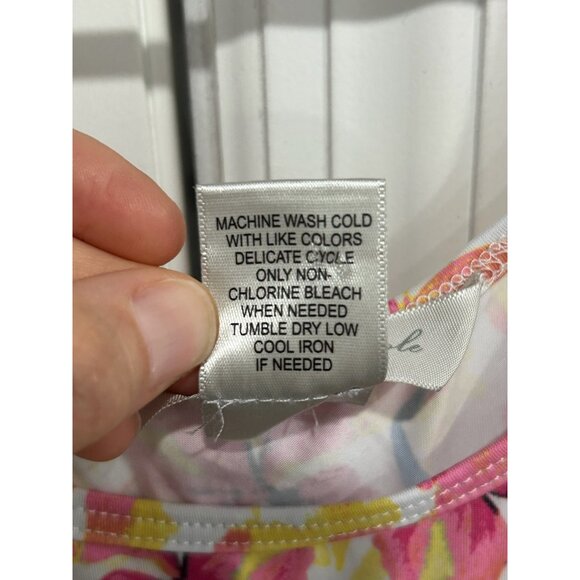 MACHINE WASH COLD
WITH LIKE COLORS
DELICATE CYCLE
ONLY NON-
CHLORINE BLEACH
WHEN NEEDED
TUMBLE DRY LOW
COOL IRON
IF NEEDED